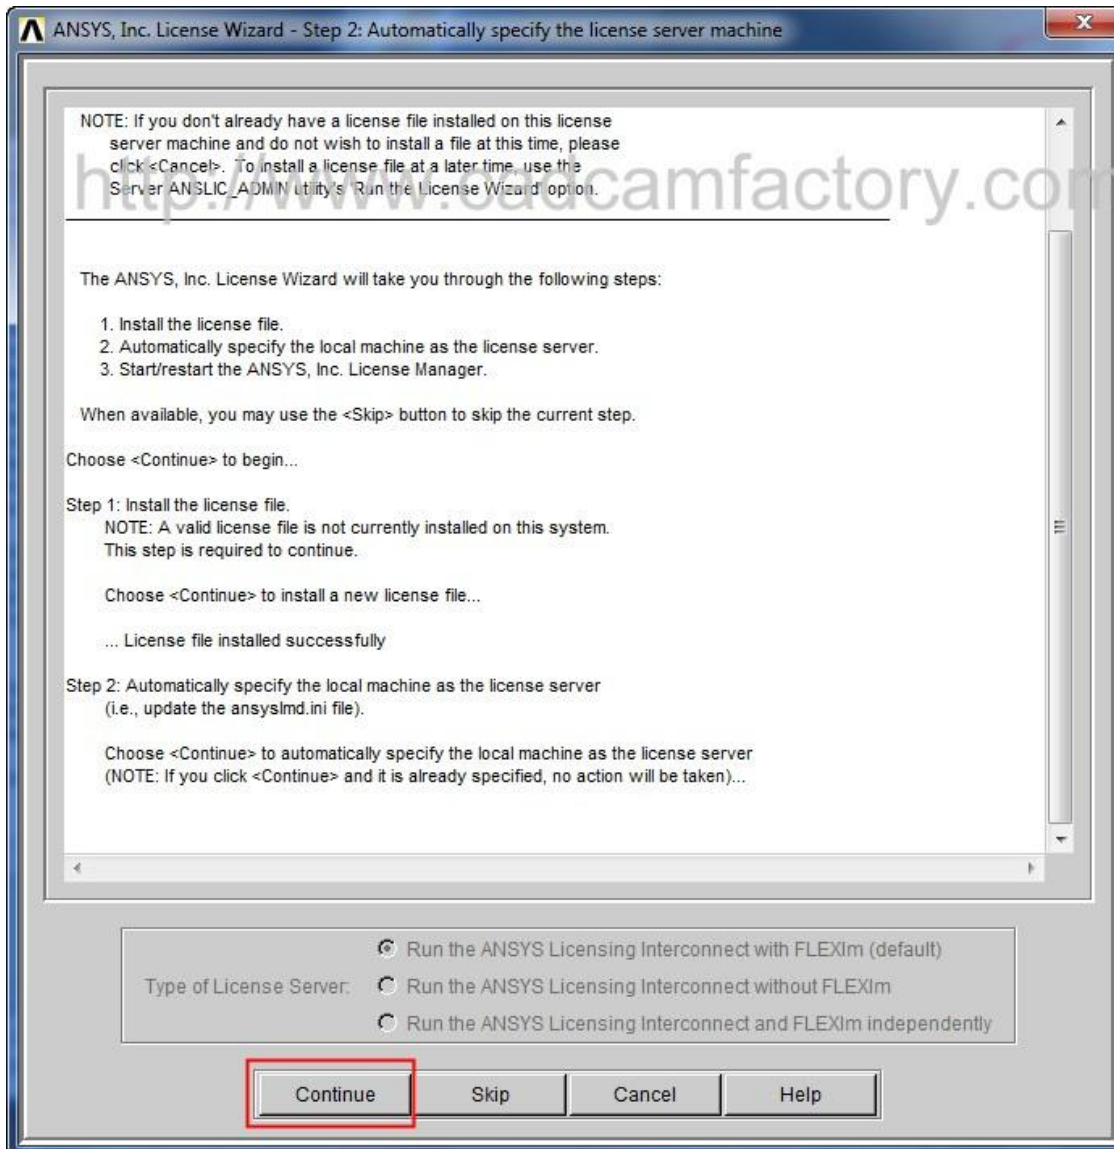 ANSYS, Inc. License Wizard - Step 2: Automatically specify the license server machine
NOTE: If you don't already have a license file installed on this license
server machine and do not wish to install a file at this time, please
click <Cancel>. To install a license file at a later time, use the
Server ANSLIC_ADMIN utility's 'Run the License Wizard' option.
http://www.cadcamfactory.com
The ANSYS, Inc. License Wizard will take you through the following steps:
1. Install the license file.
2. Automatically specify the local machine as the license server.
3. Start/restart the ANSYS, Inc. License Manager.
When available, you may use the <Skip> button to skip the current step.
Choose <Continue> to begin...
Step 1: Install the license file.
NOTE: A valid license file is not currently installed on this system.
This step is required to continue.
Choose <Continue> to install a new license file...
... License file installed successfully
Step 2: Automatically specify the local machine as the license server
(i.e., update the ansyslmd.ini file).
Choose <Continue> to automatically specify the local machine as the license server
(NOTE: If you click <Continue> and it is already specified, no action will be taken)...
Type of License Server:
Run the ANSYS Licensing Interconnect with FLEXlm (default)
Run the ANSYS Licensing Interconnect without FLEXlm
Run the ANSYS Licensing Interconnect and FLEXlm independently
Continue Skip Cancel Help